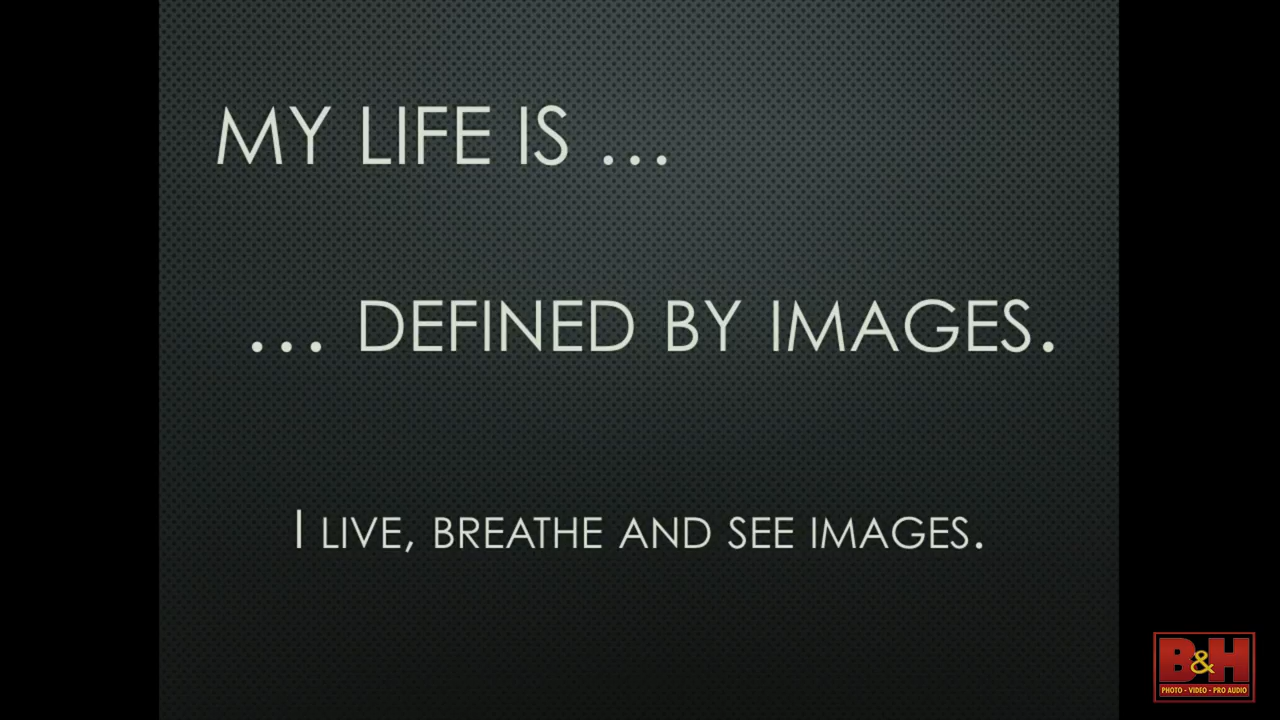 MY LIFE IS ...
... DEFINED BY IMAGES.
I LIVE, BREATHE AND SEE IMAGES.
B&H
PHOTO - VIDEO - PRO AUDIO